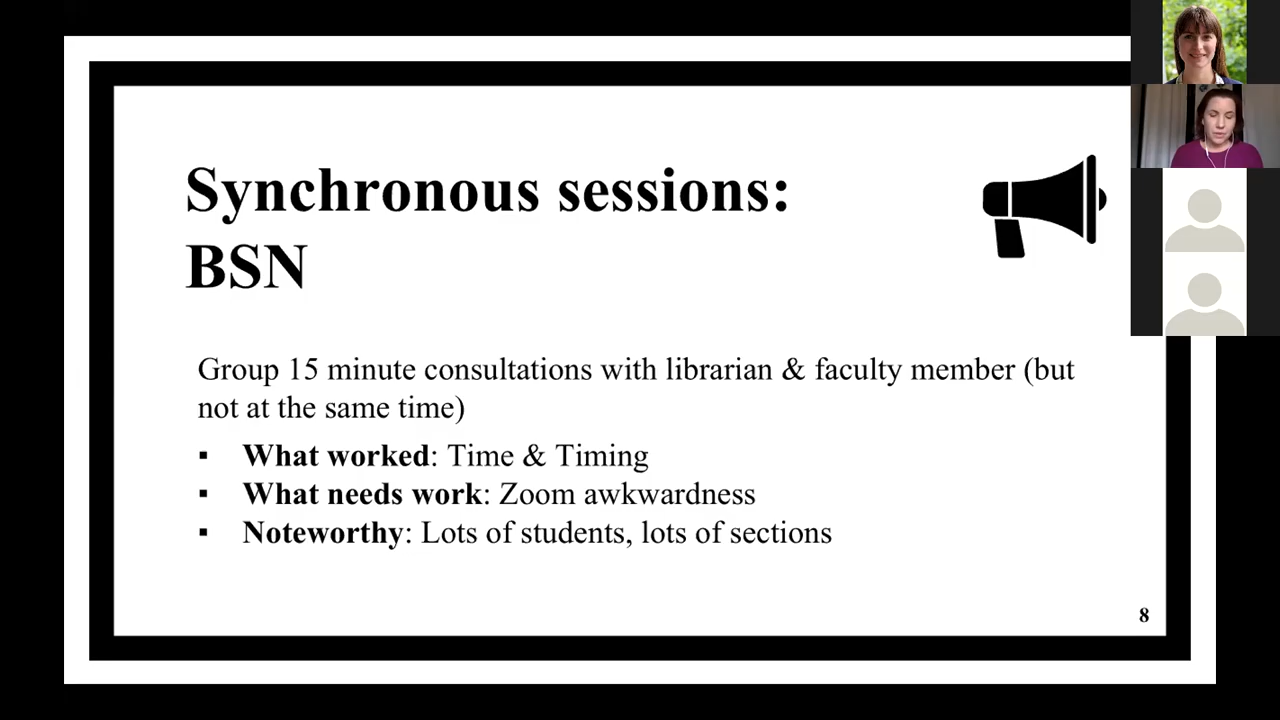 Synchronous sessions:
BSN
Group 15 minute consultations with librarian & faculty member (but
not at the same time)
▪ What worked: Time & Timing
▪ What needs work: Zoom awkwardness
▪ Noteworthy: Lots of students, lots of sections
8